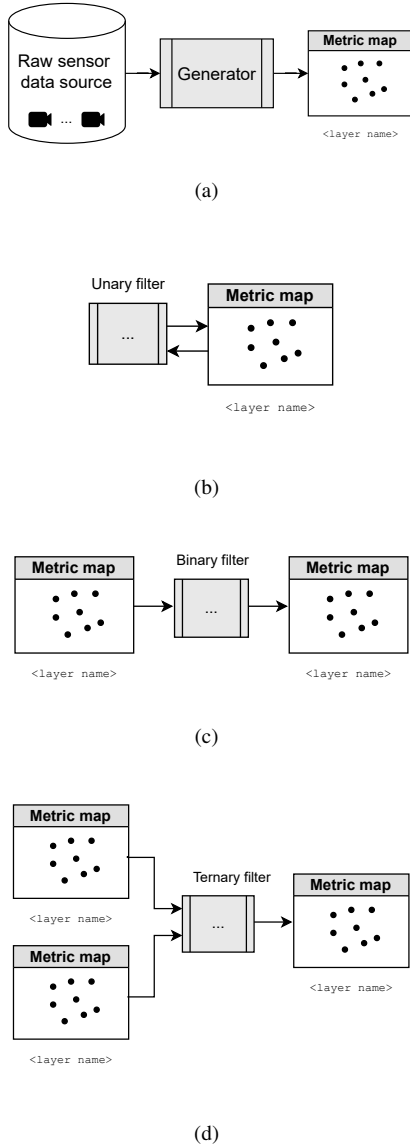 Raw sensor
data source
...
Generator
Metric map
<layer name>
(a)
Unary filter
...
Metric map
<layer name>
(b)
Metric map
<layer name>
Binary filter
...
Metric map
<layer name>
(c)
Metric map
<layer name>
Metric map
<layer name>
Ternary filter
...
Metric map
<layer name>
(d)